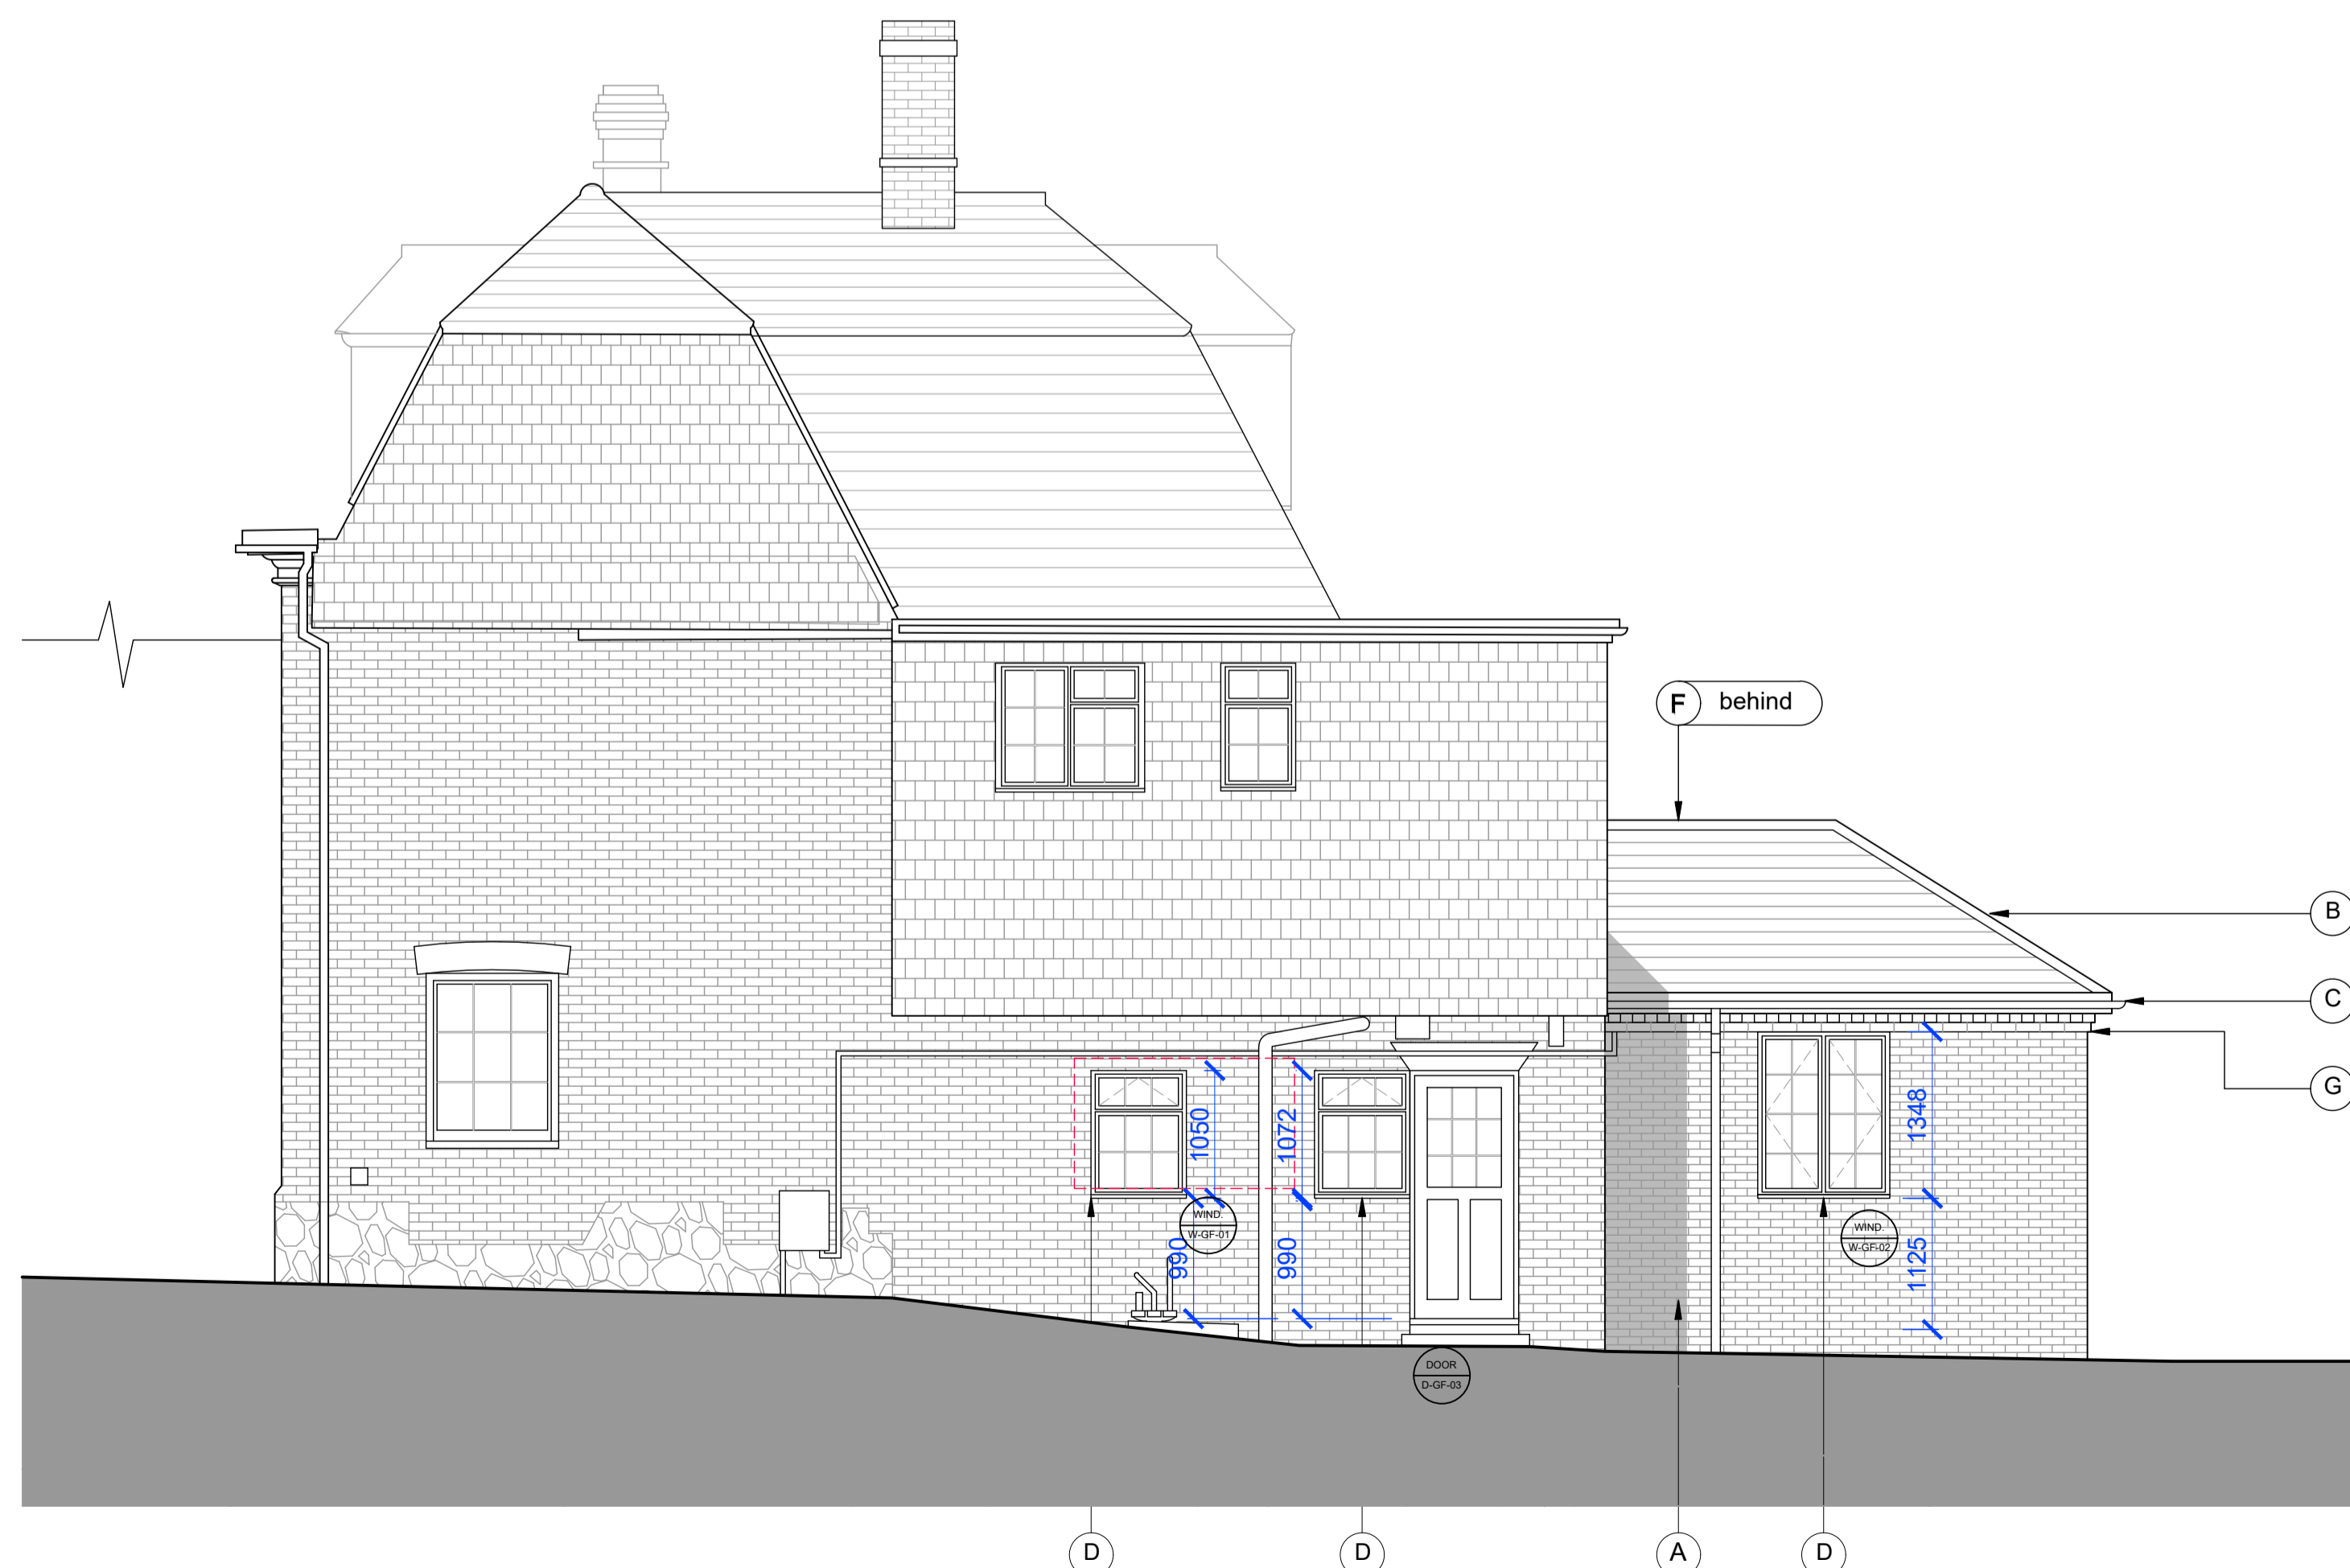 F behind
B
C
G
1348
1050
1072
WIND.
W-GF-01
WIND.
W-GF-02
990
990
1125
DOOR
D-GF-03
D
D
A
D